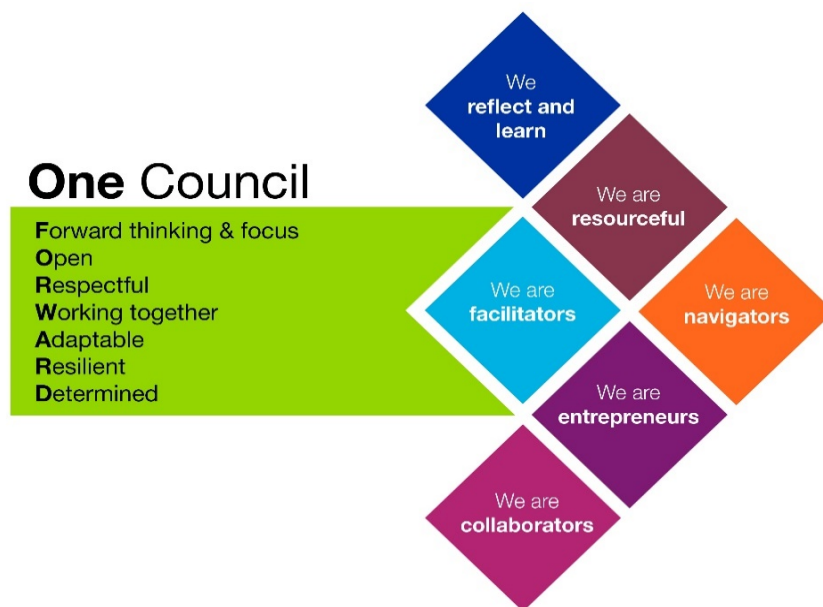 One Council
Forward thinking & focus
Open
Respectful
Working together
Adaptable
Resilient
Determined
We
reflect and
learn
We are
resourceful
We are
facilitators
We are
navigators
We are
entrepreneurs
We are
collaborators